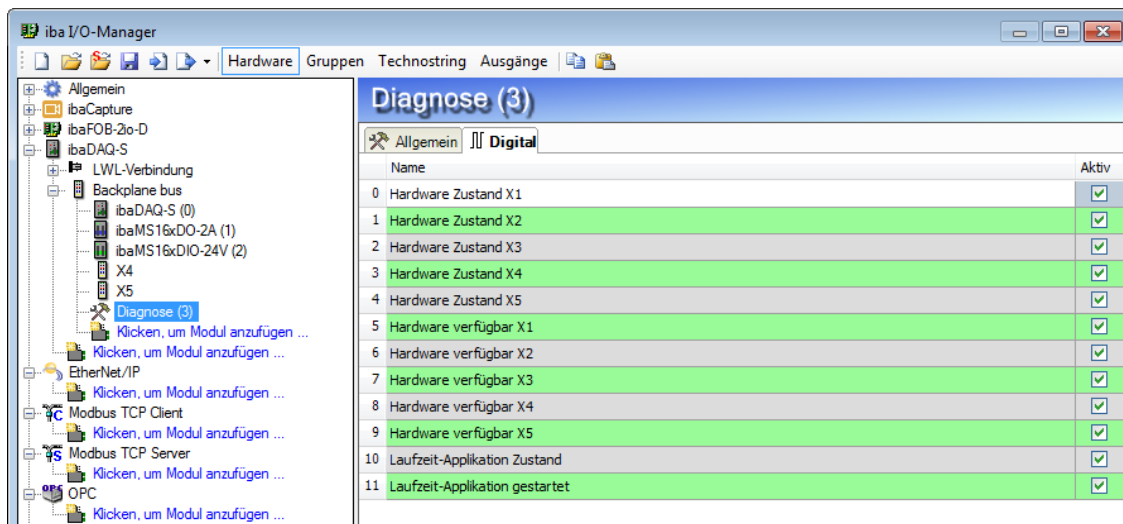 iba I/O-Manager
Hardware Gruppen Technostring Ausgänge
Allgemein
ibaCapture
ibaFOB-2io-D
ibaDAQ-S
LWL-Verbindung
Backplane bus
ibaDAQ-S (0)
ibaMS16xDO-2A (1)
ibaMS16xDIO-24V (2)
X4
X5
Diagnose (3)
Klicken, um Modul anzufügen ...
Klicken, um Modul anzufügen ...
EtherNet/IP
Klicken, um Modul anzufügen ...
Modbus TCP Client
Klicken, um Modul anzufügen ...
Modbus TCP Server
Klicken, um Modul anzufügen ...
OPC
Klicken, um Modul anzufügen ...
Diagnose (3)
Allgemein Digital
Name Aktiv
0 Hardware Zustand X1
1 Hardware Zustand X2
2 Hardware Zustand X3
3 Hardware Zustand X4
4 Hardware Zustand X5
5 Hardware verfügbar X1
6 Hardware verfügbar X2
7 Hardware verfügbar X3
8 Hardware verfügbar X4
9 Hardware verfügbar X5
10 Laufzeit-Applikation Zustand
11 Laufzeit-Applikation gestartet